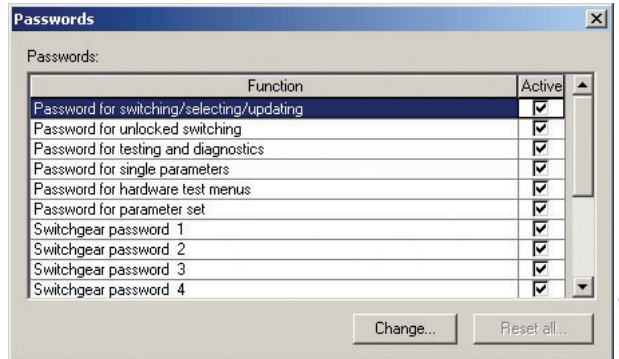 Passwords
Passwords:
Function Active
Password for switching/selecting/updating
Password for unlocked switching
Password for testing and diagnostics
Password for single parameters
Password for hardware test menus
Password for parameter set
Switchgear password 1
Switchgear password 2
Switchgear password 3
Switchgear password 4
Change... Reset all...